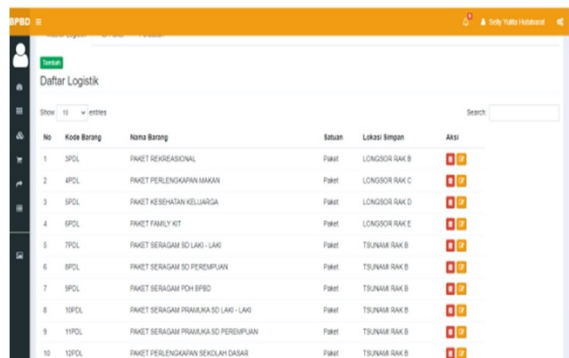 BPBD
Selly Yulita Hutabarat
Tambah
Daftar Logistik
Show 10 entries
Search:
No Kode Barang Nama Barang Satuan Lokasi Simpan Aksi
1 3PDL PAKET REKREASIONAL Paket LONGSOR RAK B
2 4PDL PAKET PERLENGKAPAN MAKAN Paket LONGSOR RAK C
3 5PDL PAKET KESEHATAN KELUARGA Paket LONGSOR RAK D
4 6PDL PAKET FAMILY KIT Paket LONGSOR RAK E
5 7PDL PAKET SERAGAM SD LAKI - LAKI Paket TSUNAMI RAK B
6 8PDL PAKET SERAGAM SD PEREMPUAN Paket TSUNAMI RAK B
7 9PDL PAKET SERAGAM PDH BPBD Paket TSUNAMI RAK B
8 10PDL PAKET SERAGAM PRAMUKA SD LAKI - LAKI Paket TSUNAMI RAK B
9 11PDL PAKET SERAGAM PRAMUKA SD PEREMPUAN Paket TSUNAMI RAK B
10 12PDL PAKET PERLENGKAPAN SEKOLAH DASAR Paket TSUNAMI RAK B